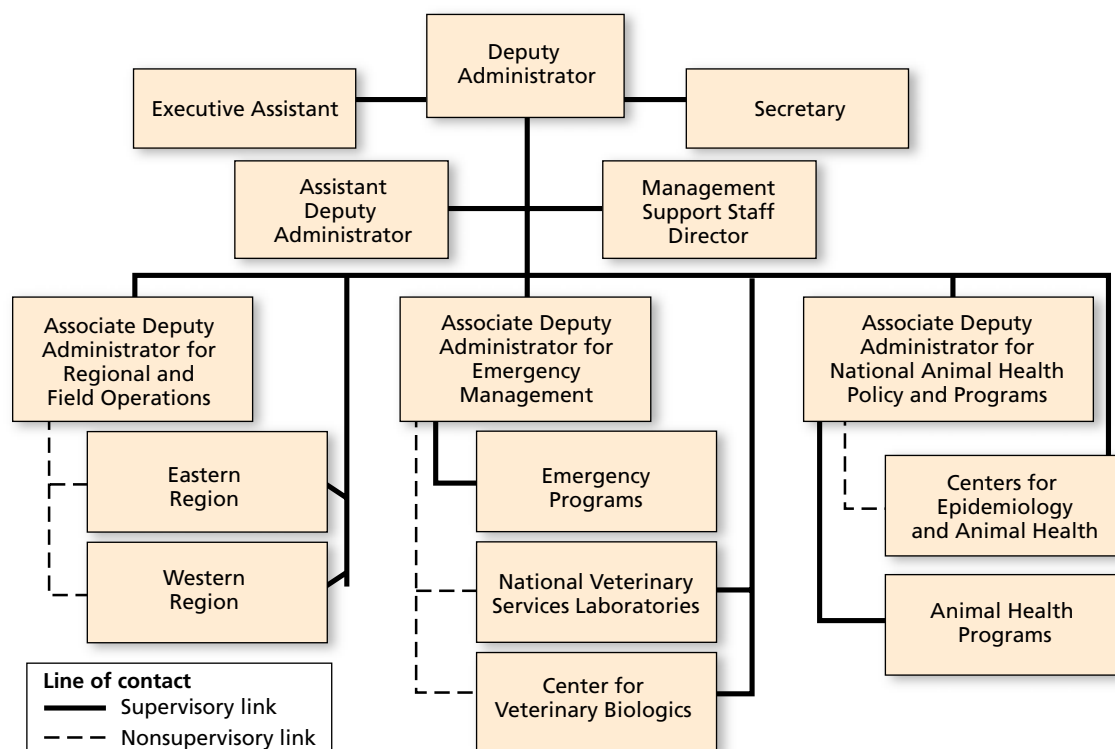 Deputy
Administrator
Executive Assistant
Secretary
Assistant
Deputy
Administrator
Management
Support Staff
Director
Associate Deputy
Administrator for
Regional and
Field Operations
Associate Deputy
Administrator for
Emergency
Management
Associate Deputy
Administrator for
National Animal Health
Policy and Programs
Eastern
Region
Western
Region
Emergency
Programs
National Veterinary
Services Laboratories
Center for
Veterinary Biologics
Centers for
Epidemiology
and Animal Health
Animal Health
Programs
Line of contact
Supervisory link
Nonsupervisory link